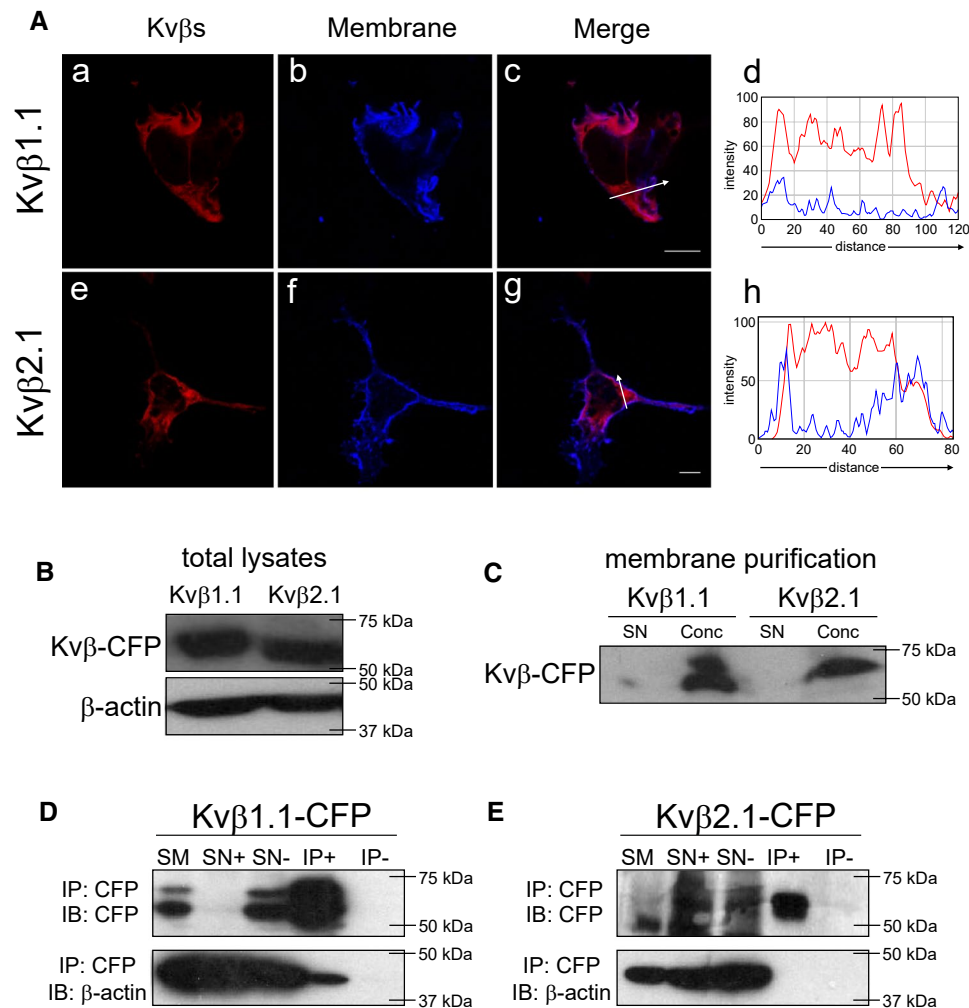 A
Kvβs Membrane Merge
Kvβ1.1
a b c d
100
80
60
40
20
0
intensity
0 20 40 60 80 100 120
distance
Kvβ2.1
e f g h
100
50
0
intensity
0 20 40 60 80
distance
B
total lysates
Kvβ1.1 Kvβ2.1
Kvβ-CFP
75 kDa
50 kDa
β-actin
50 kDa
37 kDa
C
membrane purification
Kvβ1.1 Kvβ2.1
SN Conc SN Conc
Kvβ-CFP
75 kDa
50 kDa
D
Kvβ1.1-CFP
SM SN+ SN- IP+ IP-
IP: CFP
IB: CFP
75 kDa
50 kDa
IP: CFP
IB: β-actin
50 kDa
37 kDa
E
Kvβ2.1-CFP
SM SN+ SN- IP+ IP-
IP: CFP
IB: CFP
75 kDa
50 kDa
IP: CFP
IB: β-actin
50 kDa
37 kDa